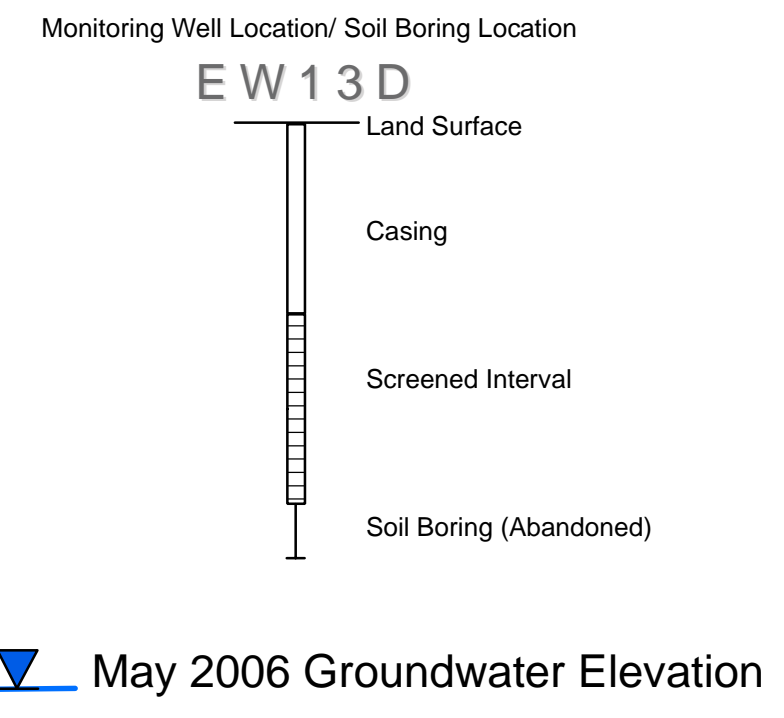 Monitoring Well Location/ Soil Boring Location
EW13D
Land Surface
Casing
Screened Interval
Soil Boring (Abandoned)
May 2006 Groundwater Elevation